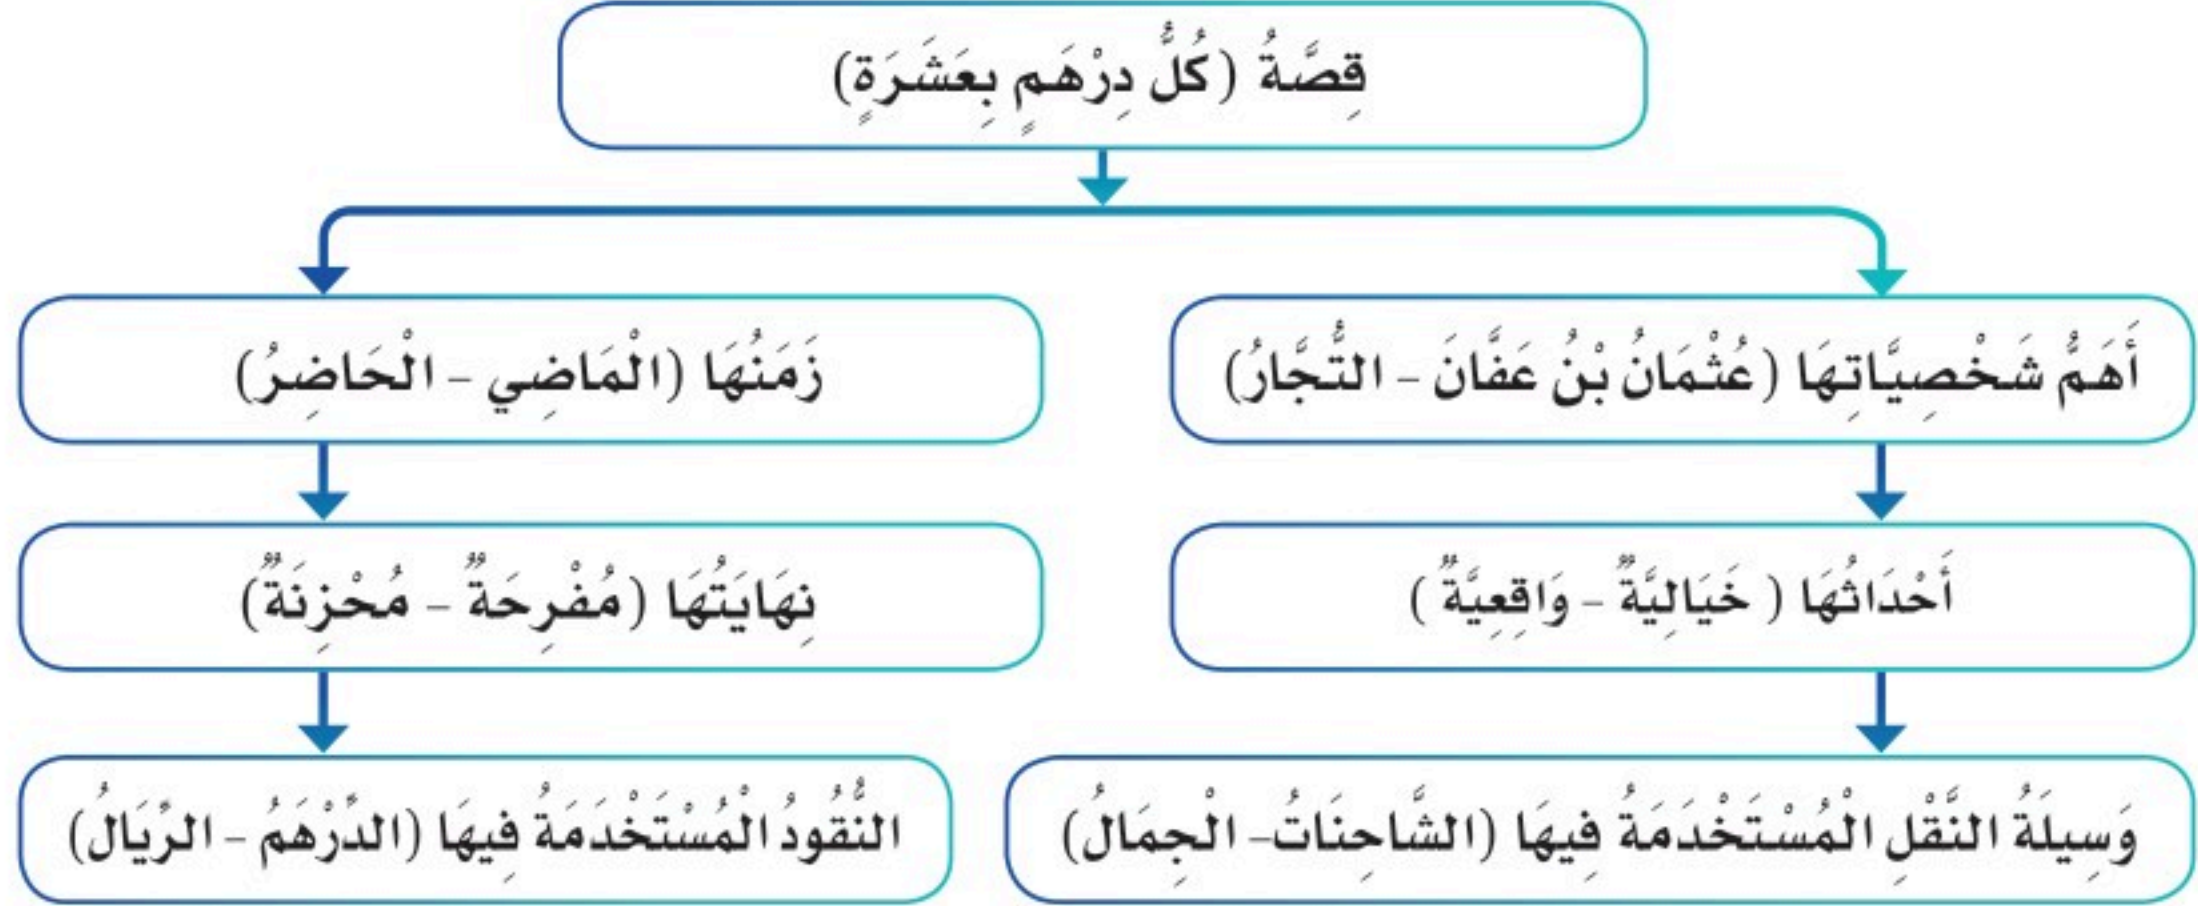 قِصَّةُ (كُلُّ دِرْهَمٍ بِعَشَرَةٍ)
أَهَمُّ شَخْصِيَّاتِهَا (عُثْمَانُ بْنُ عَفَّانَ - التُّجَّارُ)
زَمَنُهَا (الْمَاضِي - الْحَاضِرُ)
أَحْدَاثُهَا ( خَيَالِيَّةٌ - وَاقِعِيَّةٌ )
نِهَايَتُهَا (مُفْرِحَةٌ - مُحْزِنَةٌ)
وَسِيلَةُ النَّقْلِ الْمُسْتَخْدَمَةُ فِيهَا (الشَّاحِنَاتُ- الْجِمَالُ)
النُّقُودُ الْمُسْتَخْدَمَةُ فِيهَا (الدِّرْهَمُ - الرِّيَالُ)